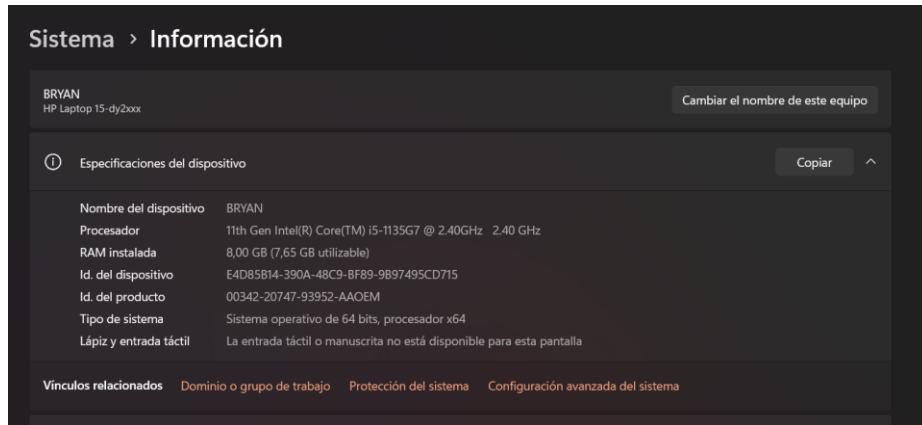 Sistema > Información
BRYAN
HP Laptop 15-dy2xxx
Cambiar el nombre de este equipo
Especificaciones del dispositivo
Copiar
Nombre del dispositivo BRYAN
Procesador 11th Gen Intel(R) Core(TM) i5-1135G7 @ 2.40GHz 2.40 GHz
RAM instalada 8,00 GB (7,65 GB utilizable)
Id. del dispositivo E4D85B14-390A-48C9-BF89-9B97495CD715
Id. del producto 00342-20747-93952-AAOEM
Tipo de sistema Sistema operativo de 64 bits, procesador x64
Lápiz y entrada táctil La entrada táctil o manuscrita no está disponible para esta pantalla
Vínculos relacionados Dominio o grupo de trabajo Protección del sistema Configuración avanzada del sistema